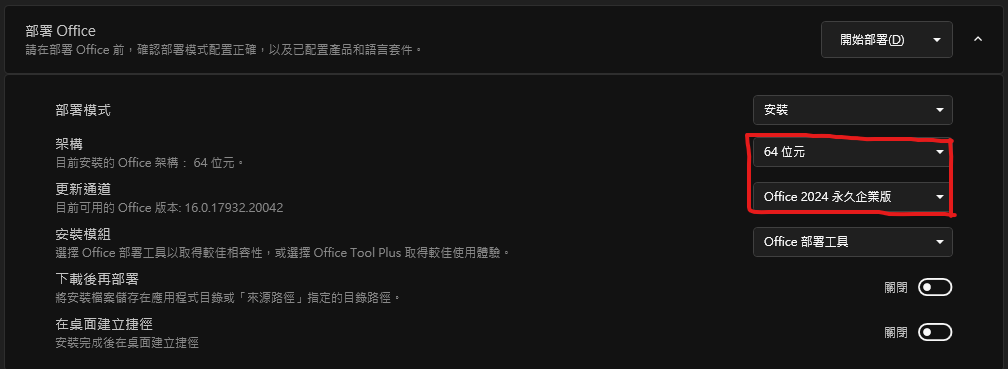 部署 Office
請在部署 Office 前，確認部署模式配置正確，以及已配置產品和語言套件。
開始部署(D)
部署模式
安裝
架構
目前安裝的 Office 架構： 64 位元。
64 位元
更新通道
目前可用的 Office 版本: 16.0.17932.20042
Office 2024 永久企業版
安裝模組
選擇 Office 部署工具以取得較佳相容性，或選擇 Office Tool Plus 取得較佳使用體驗。
Office 部署工具
下載後再部署
將安裝檔案儲存在應用程式目錄或「來源路徑」指定的目錄路徑。
關閉
在桌面建立捷徑
安裝完成後在桌面建立捷徑
關閉